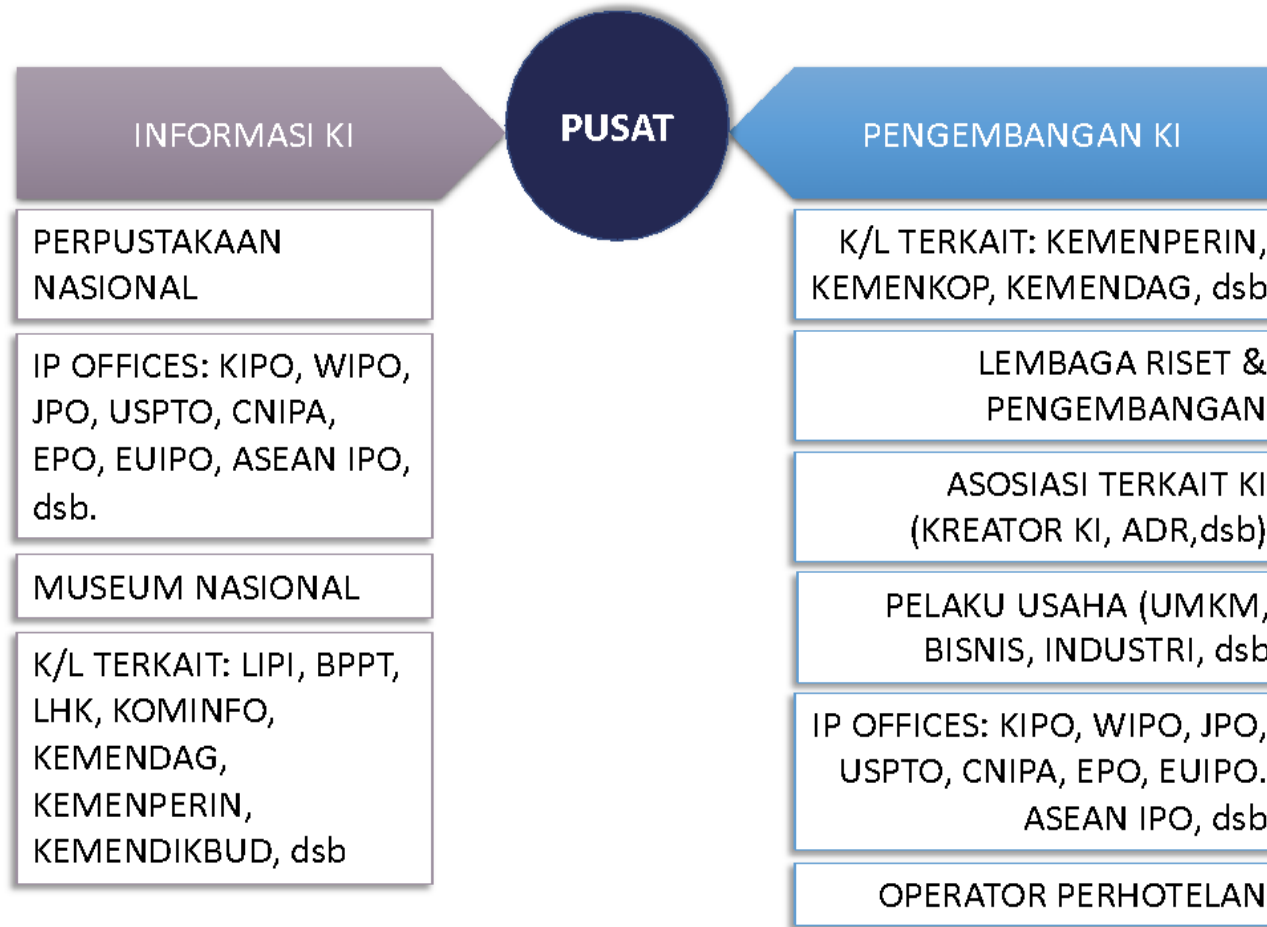 INFORMASI KI
PUSAT
PENGEMBANGAN KI
PERPUSTAKAAN
NASIONAL
IP OFFICES: KIPO, WIPO,
JPO, USPTO, CNIPA,
EPO, EUIPO, ASEAN IPO,
dsb.
MUSEUM NASIONAL
K/L TERKAIT: LIPI, BPPT,
LHK, KOMINFO,
KEMENDAG,
KEMENPERIN,
KEMENDIKBUD, dsb
K/L TERKAIT: KEMENPERIN,
KEMENKOP, KEMENDAG, dsb
LEMBAGA RISET &
PENGEMBANGAN
ASOSIASI TERKAIT KI
(KREATOR KI, ADR,dsb)
PELAKU USAHA (UMKM,
BISNIS, INDUSTRI, dsb
IP OFFICES: KIPO, WIPO, JPO,
USPTO, CNIPA, EPO, EUIPO.
ASEAN IPO, dsb
OPERATOR PERHOTELAN